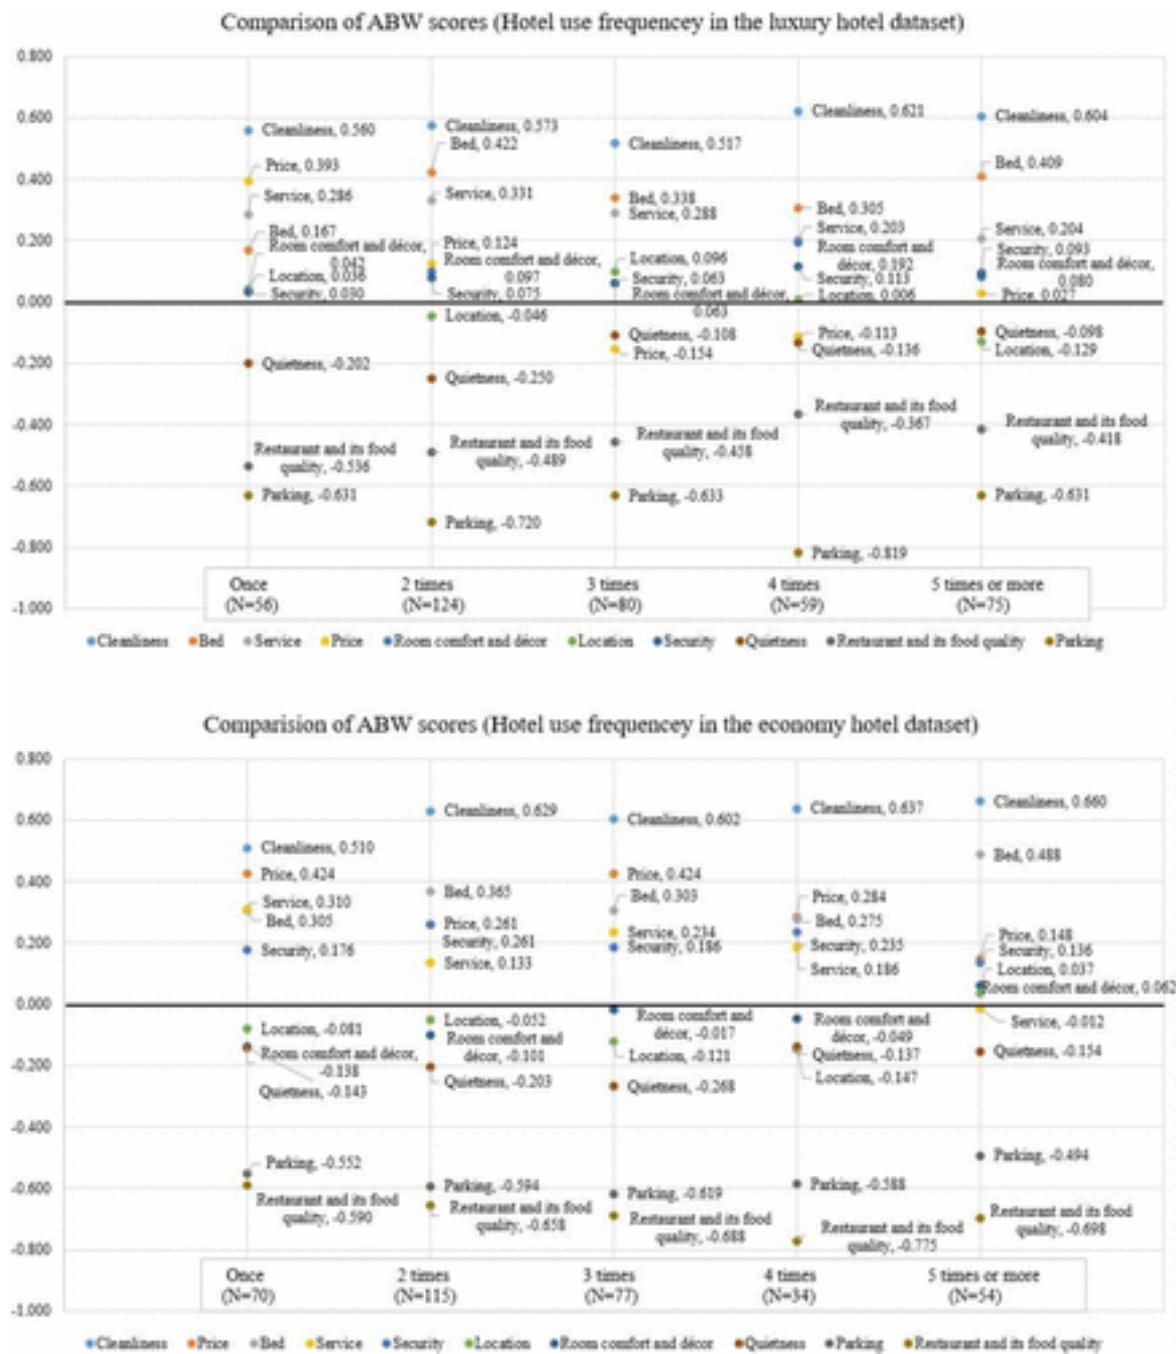 Comparison of ABW scores (Hotel use frequencey in the luxury hotel dataset)
0.800
0.600
0.400
0.200
0.000
-0.200
-0.400
-0.600
-0.800
-1.000
Cleanliness, 0.560
Price, 0.393
Service, 0.286
Bed, 0.167
Room comfort and décor,
0.042
Location, 0.036
Security, 0.030
Quietness, -0.202
Restaurant and its food
quality, -0.536
Parking, -0.631
Cleanliness, 0.573
Bed, 0.422
Service, 0.331
Price, 0.124
Room comfort and décor,
0.097
Security, 0.075
Location, -0.046
Quietness, -0.250
Restaurant and its food
quality, -0.489
Parking, -0.720
Cleanliness, 0.517
Bed, 0.338
Service, 0.288
Location, 0.096
Security, 0.063
Room comfort and décor,
0.063
Quietness, -0.108
Price, -0.154
Restaurant and its food
quality, -0.458
Parking, -0.633
Cleanliness, 0.621
Bed, 0.305
Service, 0.203
Room comfort and
décor, 0.192
Security, 0.113
Location, 0.006
Price, -0.113
Quietness, -0.136
Restaurant and its food
quality, -0.367
Parking, -0.819
Cleanliness, 0.604
Bed, 0.409
Service, 0.204
Security, 0.093
Room comfort and décor,
0.080
Price, 0.027
Quietness, -0.098
Location, -0.129
Restaurant and its food
quality, -0.418
Parking, -0.631
Once
(N=56)
2 times
(N=124)
3 times
(N=80)
4 times
(N=59)
5 times or more
(N=75)
Cleanliness Bed Service Price Room comfort and décor Location Security Quietness Restaurant and its food quality Parking
Comparision of ABW scores (Hotel use frequencey in the economy hotel dataset)
0.800
0.600
0.400
0.200
0.000
-0.200
-0.400
-0.600
-0.800
-1.000
Cleanliness, 0.510
Price, 0.424
Service, 0.310
Bed, 0.305
Security, 0.176
Location, -0.081
Room comfort and décor,
-0.138
Quietness, -0.143
Parking, -0.552
Restaurant and its food
quality, -0.590
Cleanliness, 0.629
Bed, 0.365
Price, 0.261
Security, 0.261
Service, 0.133
Location, -0.052
Room comfort and
décor, -0.101
Quietness, -0.203
Parking, -0.594
Restaurant and its food
quality, -0.658
Cleanliness, 0.602
Price, 0.424
Bed, 0.303
Service, 0.234
Security, 0.186
Room comfort and
décor, -0.017
Location, -0.121
Quietness, -0.268
Parking, -0.619
Restaurant and its food
quality, -0.688
Cleanliness, 0.637
Price, 0.284
Bed, 0.275
Security, 0.235
Service, 0.186
Room comfort and
décor, -0.049
Quietness, -0.137
Location, -0.147
Parking, -0.588
Restaurant and its food
quality, -0.775
Cleanliness, 0.660
Bed, 0.488
Price, 0.148
Security, 0.136
Location, 0.037
Room comfort and décor, 0.062
Service, -0.012
Quietness, -0.154
Parking, -0.494
Restaurant and its food
quality, -0.698
Once
(N=70)
2 times
(N=115)
3 times
(N=77)
4 times
(N=34)
5 times or more
(N=54)
Cleanliness Price Bed Service Security Location Room comfort and décor Quietness Parking Restaurant and its food quality